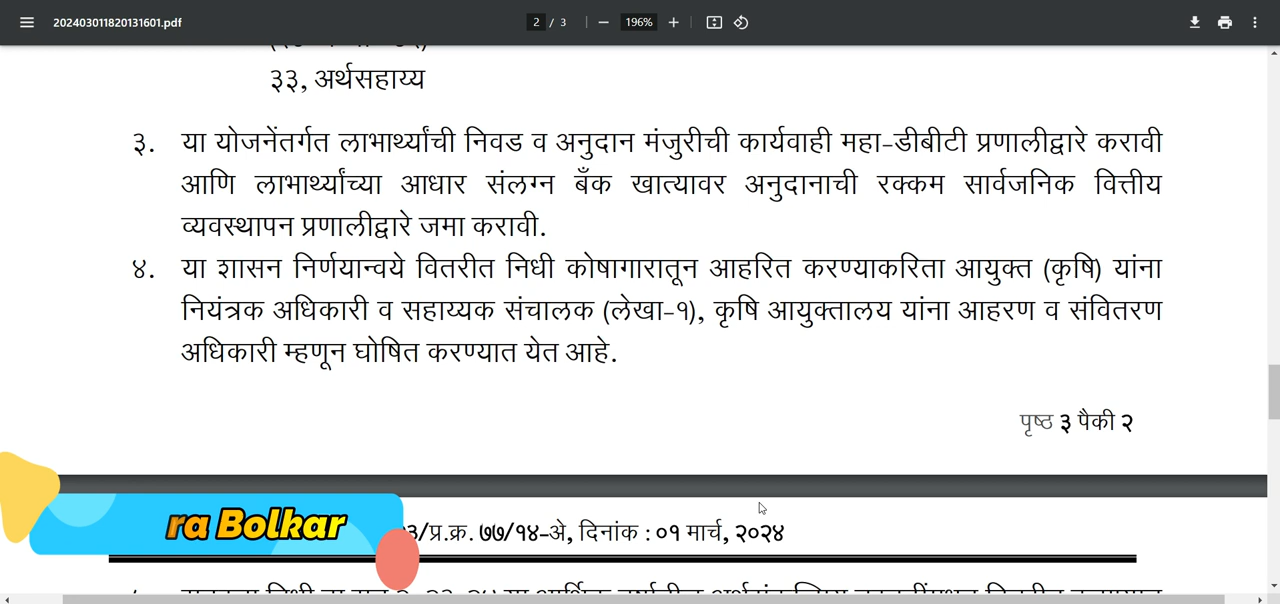 202403011820131601.pdf
2 / 3
196%
३३, अर्थसहाय्य
३. या योजनेंतर्गत लाभार्थ्यांची निवड व अनुदान मंजुरीची कार्यवाही महा-डीबीटी प्रणालीद्वारे करावी
आणि लाभार्थ्यांच्या आधार संलग्न बँक खात्यावर अनुदानाची रक्कम सार्वजनिक वित्तीय
व्यवस्थापन प्रणालीद्वारे जमा करावी.
४. या शासन निर्णयान्वये वितरीत निधी कोषागारातून आहरित करण्याकरिता आयुक्त (कृषि) यांना
नियंत्रक अधिकारी व सहाय्यक संचालक (लेखा-१), कृषि आयुक्तालय यांना आहरण व संवितरण
अधिकारी म्हणून घोषित करण्यात येत आहे.
पृष्ठ ३ पैकी २
ra Bolkar
/प्र.क्र. ७७/१४-अे, दिनांक : ०१ मार्च, २०२४